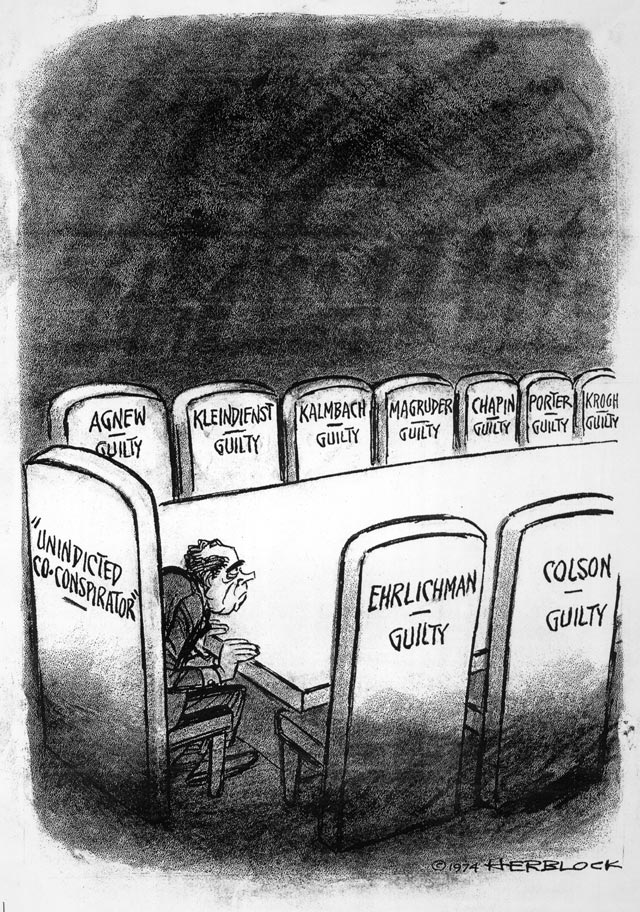 AGNEW
—
GUILTY
KLEINDIENST
—
GUILTY
KALMBACH
—
GUILTY
MAGRUDER
—
GUILTY
CHAPIN
—
GUILTY
PORTER
—
GUILTY
KROGH
—
GUILTY
"UNINDICTED
CO-CONSPIRATOR"
—
EHRLICHMAN
—
GUILTY
COLSON
—
GUILTY
©1974 HERBLOCK